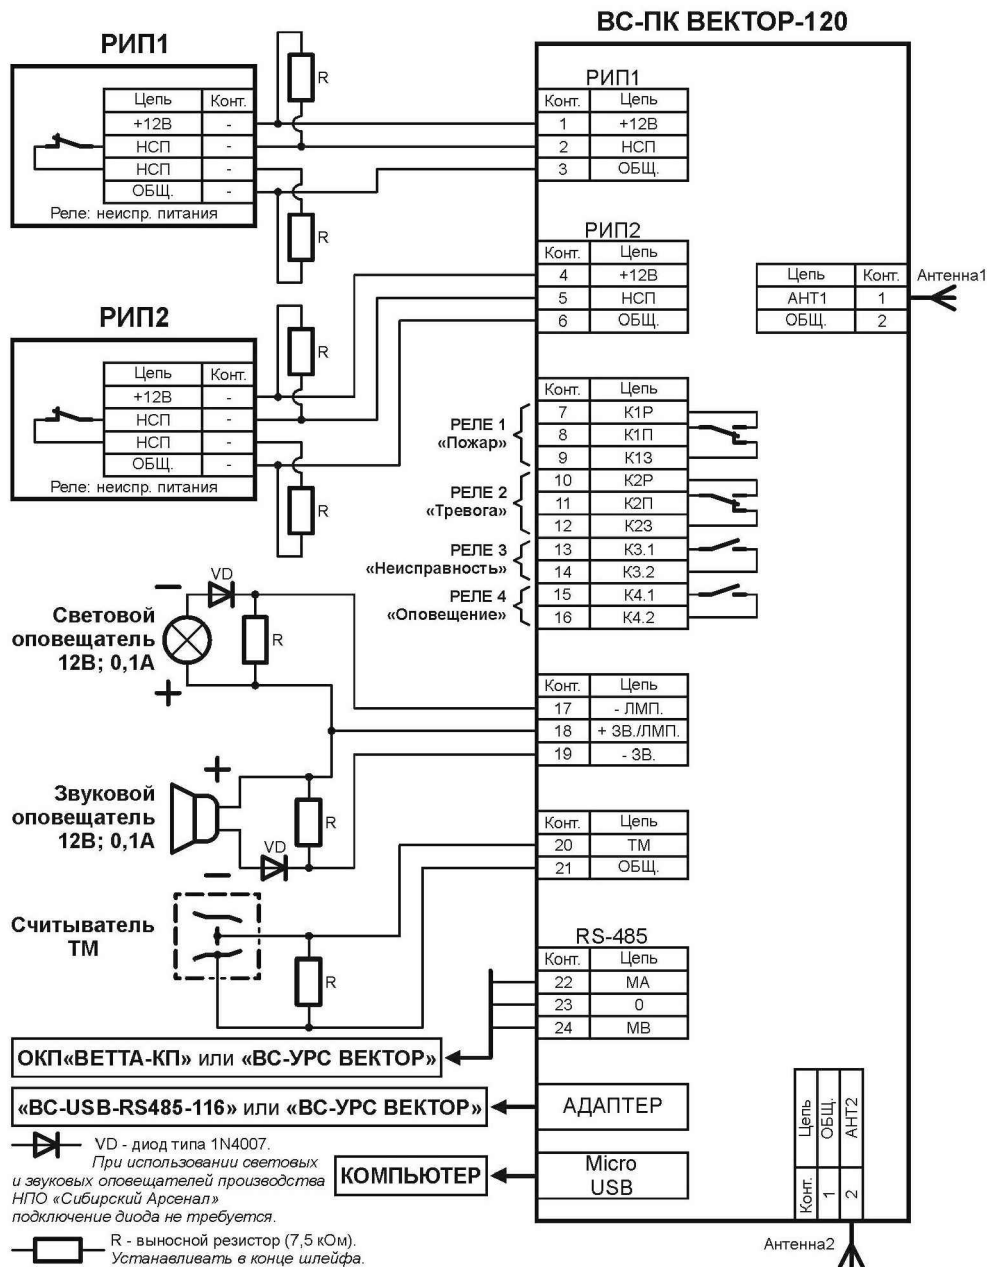 ВС-ПК ВЕКТОР-120
РИП1
R
Цепь Конт.
+12В -
НСП -
НСП -
ОБЩ. -
Реле: неиспр. питания
R
РИП1
Конт. Цепь
1 +12В
2 НСП
3 ОБЩ.
РИП2
Конт. Цепь
4 +12В
5 НСП
6 ОБЩ.
Цепь Конт.
АНТ1 1
ОБЩ. 2
Антенна1
РИП2
R
Цепь Конт.
+12В -
НСП -
НСП -
ОБЩ. -
Реле: неиспр. питания
R
РЕЛЕ 1
«Пожар»
РЕЛЕ 2
«Тревога»
РЕЛЕ 3
«Неисправность»
РЕЛЕ 4
«Оповещение»
Конт. Цепь
7 К1Р
8 К1П
9 К1З
10 К2Р
11 К2П
12 К2З
13 К3.1
14 К3.2
15 К4.1
16 К4.2
VD
–
Световой
оповещатель
12В; 0,1А
R
+
Конт. Цепь
17 - ЛМП.
18 + ЗВ./ЛМП.
19 - ЗВ.
+
Звуковой
оповещатель
12В; 0,1А
R
VD
–
Конт. Цепь
20 ТМ
21 ОБЩ.
Считыватель
ТМ
R
RS-485
Конт. Цепь
22 МА
23 0
24 МВ
ОКП«ВЕТТА-КП» или «ВС-УРС ВЕКТОР»
«ВС-USB-RS485-116» или «ВС-УРС ВЕКТОР»
АДАПТЕР
КОМПЬЮТЕР
Micro
USB
Цепь ОБЩ. АНТ2
Конт. 1 2
Антенна2
VD - диод типа 1N4007.
При использовании световых
и звуковых оповещателей производства
НПО «Сибирский Арсенал»
подключение диода не требуется.
R - выносной резистор (7,5 кОм).
Устанавливать в конце шлейфа.